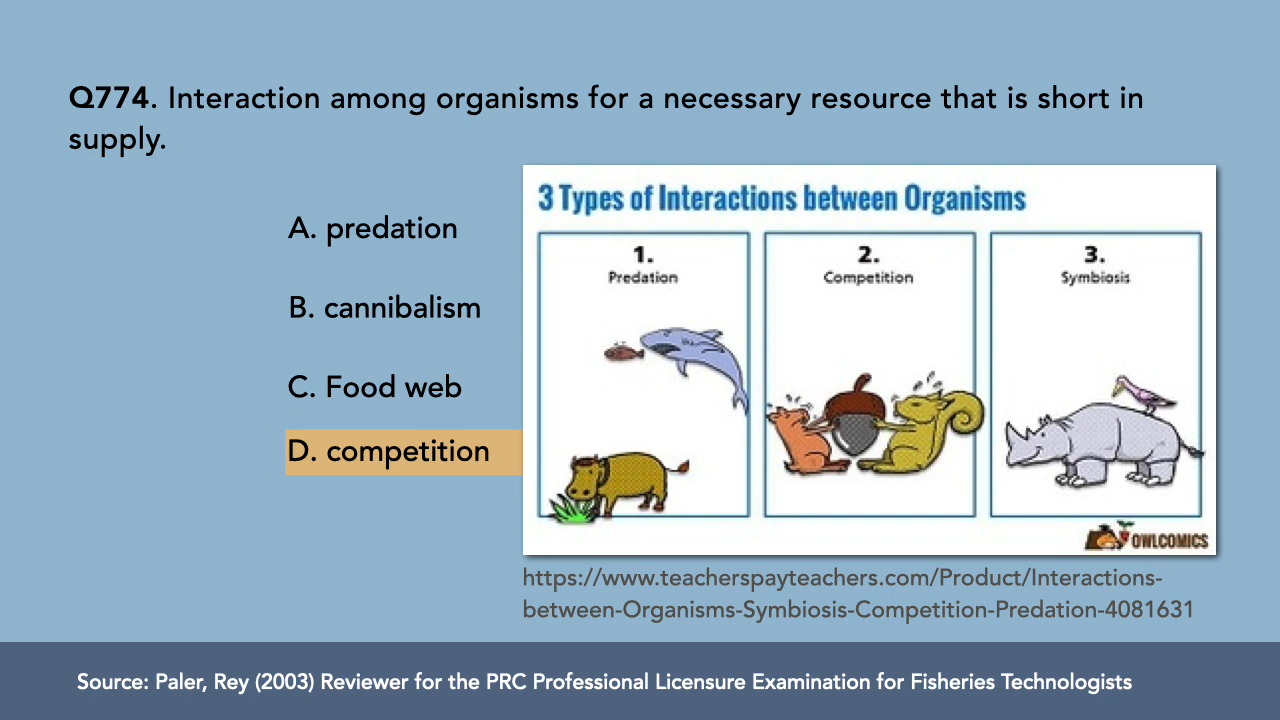 Q774. Interaction among organisms for a necessary resource that is short in
supply.
A. predation
B. cannibalism
C. Food web
D. competition
3 Types of Interactions between Organisms
1.
Predation
2.
Competition
3.
Symbiosis
OWLCOMICS
https://www.teacherspayteachers.com/Product/Interactions-
between-Organisms-Symbiosis-Competition-Predation-4081631
Source: Paler, Rey (2003) Reviewer for the PRC Professional Licensure Examination for Fisheries Technologists